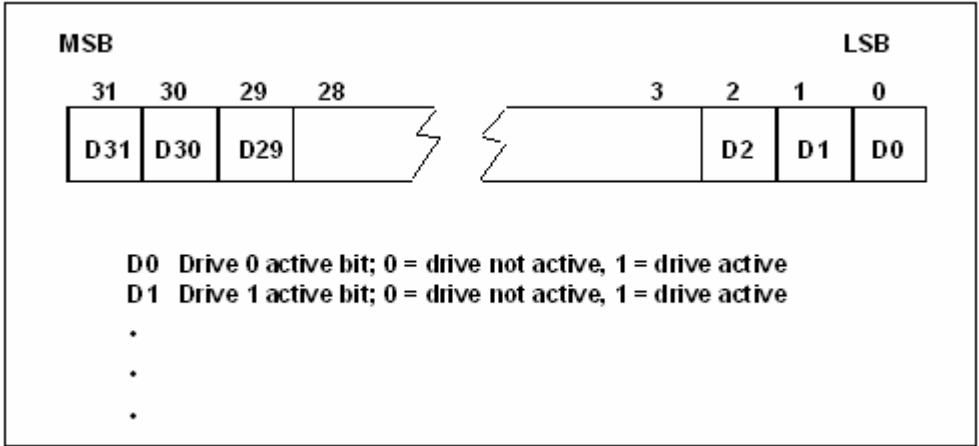 MSB LSB
31 30 29 28 3 2 1 0
D31 D30 D29 D2 D1 D0
D0 Drive 0 active bit; 0 = drive not active, 1 = drive active
D1 Drive 1 active bit; 0 = drive not active, 1 = drive active
.
.
.